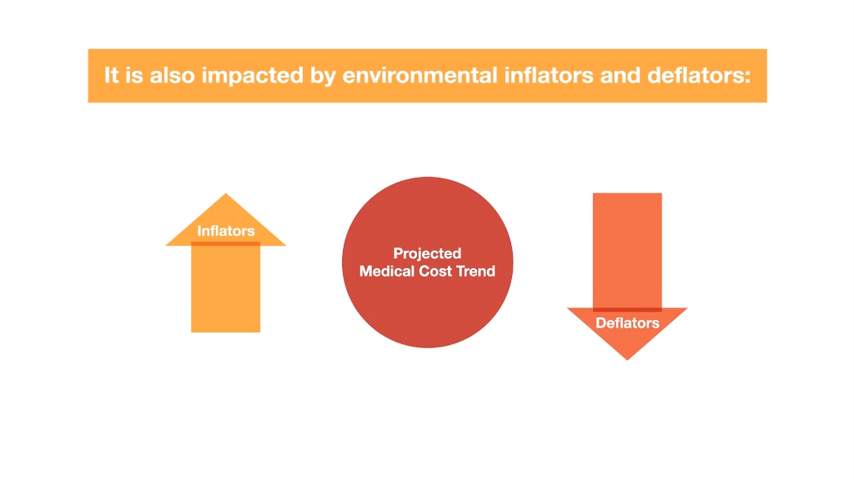 It is also impacted by environmental inflators and deflators:
Inflators
Projected
Medical Cost Trend
Deflators